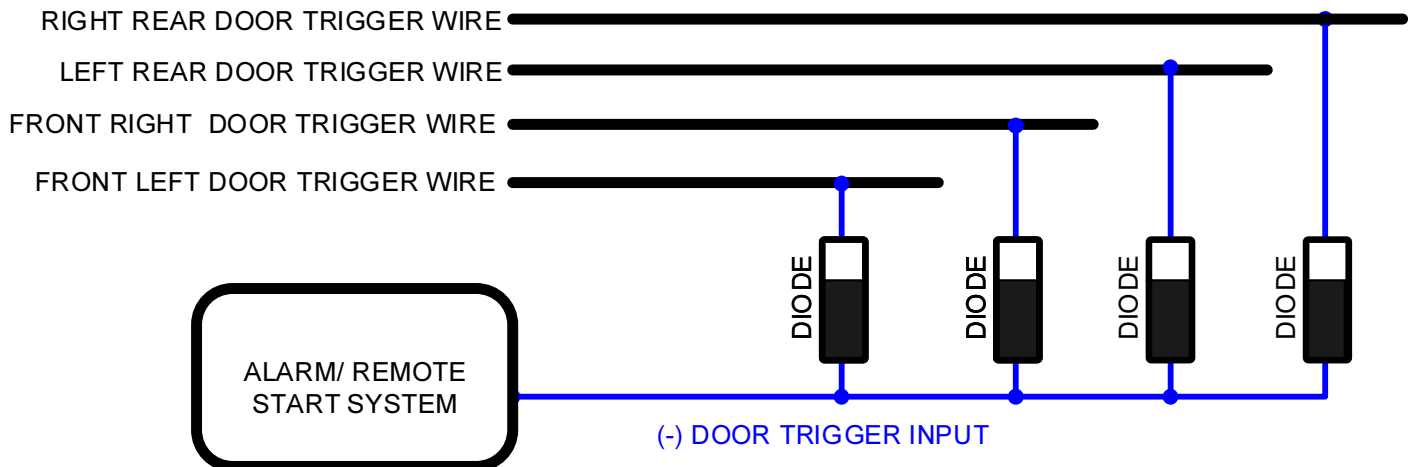 RIGHT REAR DOOR TRIGGER WIRE
LEFT REAR DOOR TRIGGER WIRE
FRONT RIGHT DOOR TRIGGER WIRE
FRONT LEFT DOOR TRIGGER WIRE
DIODE
DIODE
DIODE
DIODE
ALARM/ REMOTE
START SYSTEM
(-) DOOR TRIGGER INPUT